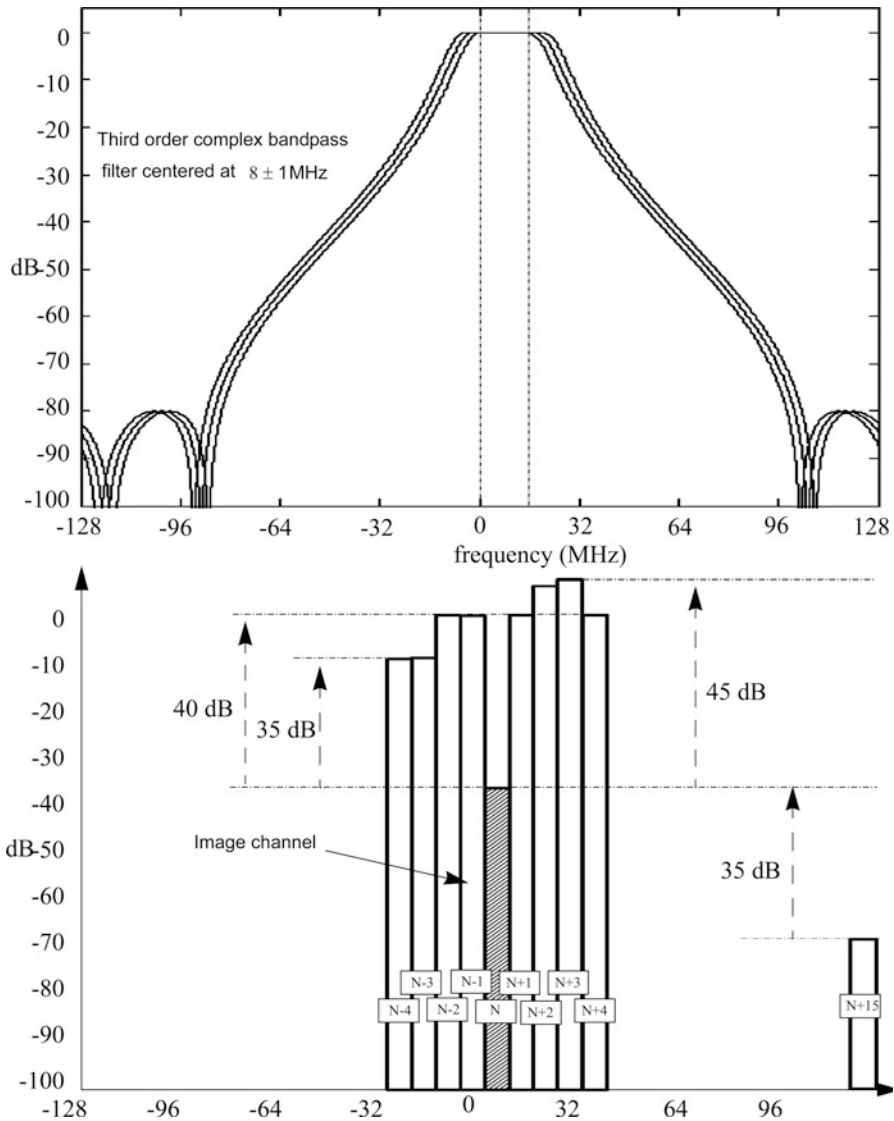 0
-10
-20
Third order complex bandpass
filter centered at 8 ± 1MHz
-30
-40
dB-50
-60
-70
-80
-90
-100
-128 -96 -64 -32 0 32 64 96 128
frequency (MHz)
0
-10
40 dB
35 dB
45 dB
-20
-30
-40
Image channel
dB-50
35 dB
-60
-70
-80
N-3 N-1 N+1 N+3
N-4 N-2 N N+2 N+4 N+15
-90
-100
-128 -96 -64 -32 0 32 64 96